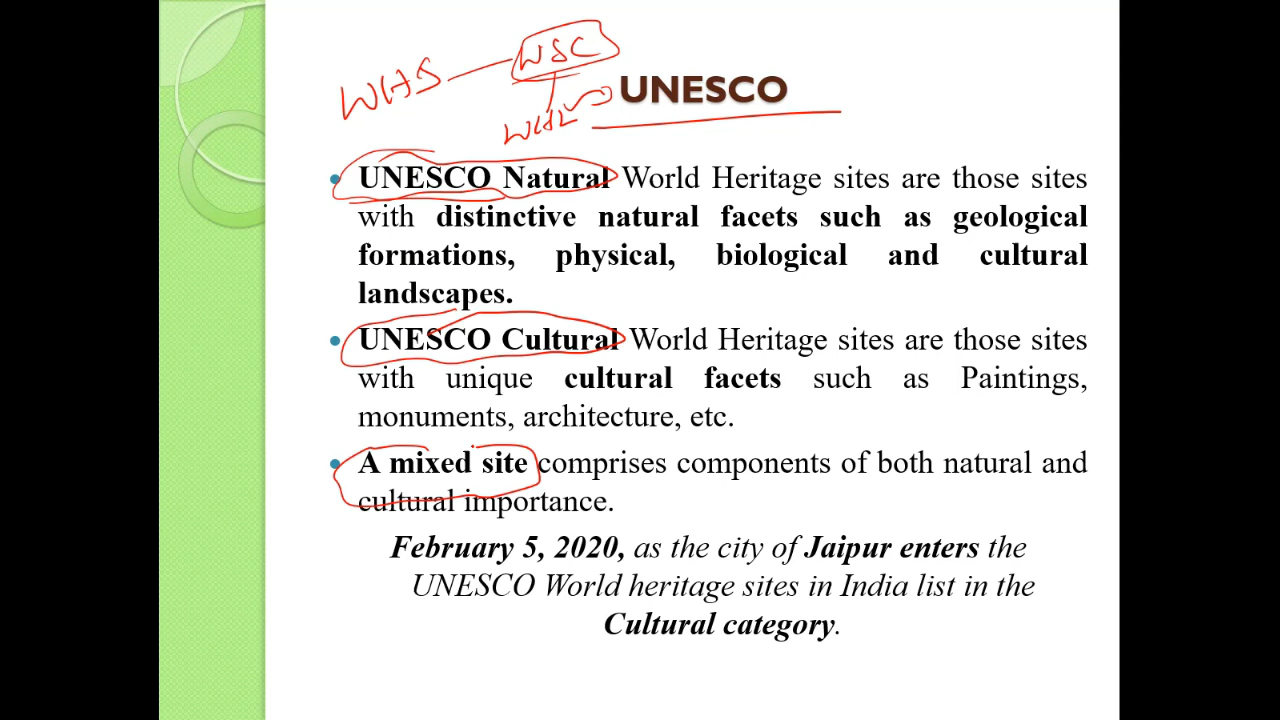 WHS WSC
UNESCO
WHL
• UNESCO Natural World Heritage sites are those sites
with distinctive natural facets such as geological
formations, physical, biological and cultural
landscapes.
• UNESCO Cultural World Heritage sites are those sites
with unique cultural facets such as Paintings,
monuments, architecture, etc.
• A mixed site comprises components of both natural and
cultural importance.
February 5, 2020, as the city of Jaipur enters the
UNESCO World heritage sites in India list in the
Cultural category.